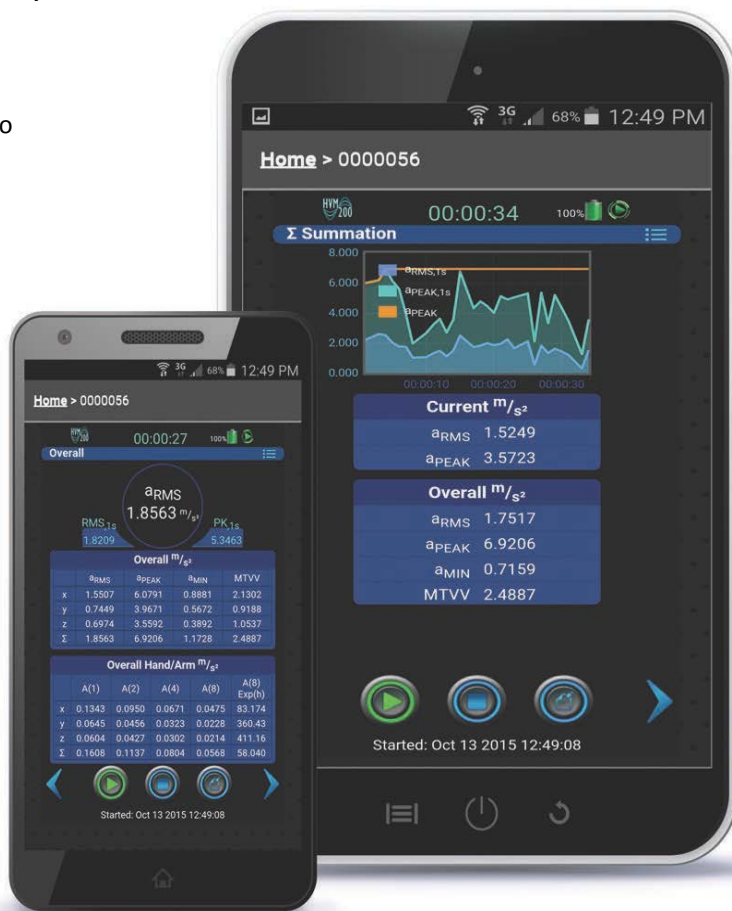 o
3G 68% 12:49 PM
Home > 0000056
HVM 200 00:00:34 100%
Σ Summation
8.000
6.000
4.000
2.000
0.000
aRMS,1s
aPEAK,1s
aPEAK
00:00:10 00:00:20 00:00:30
Current m/s²
aRMS 1.5249
aPEAK 3.5723
Overall m/s²
aRMS 1.7517
aPEAK 6.9206
aMIN 0.7159
MTVV 2.4887
Started: Oct 13 2015 12:49:08
3G 68% 12:49 PM
Home > 0000056
HVM 200 00:00:27 100%
Overall
aRMS
1.8563 m/s²
RMS,1s PK,1s
1.8209 5.3463
Overall m/s²
aRMS aPEAK aMIN MTVV
x 1.5507 6.0791 0.8881 2.1302
y 0.7449 3.9671 0.5672 0.9188
z 0.6974 3.5592 0.3892 1.0537
Σ 1.8563 6.9206 1.1728 2.4887
Overall Hand/Arm m/s²
A(1) A(2) A(4) A(8) A(8)
Exp(h)
x 0.1343 0.0950 0.0671 0.0475 83.174
y 0.0645 0.0456 0.0323 0.0228 360.43
z 0.0604 0.0427 0.0302 0.0214 411.16
Σ 0.1608 0.1137 0.0804 0.0568 58.040
Started: Oct 13 2015 12:49:08